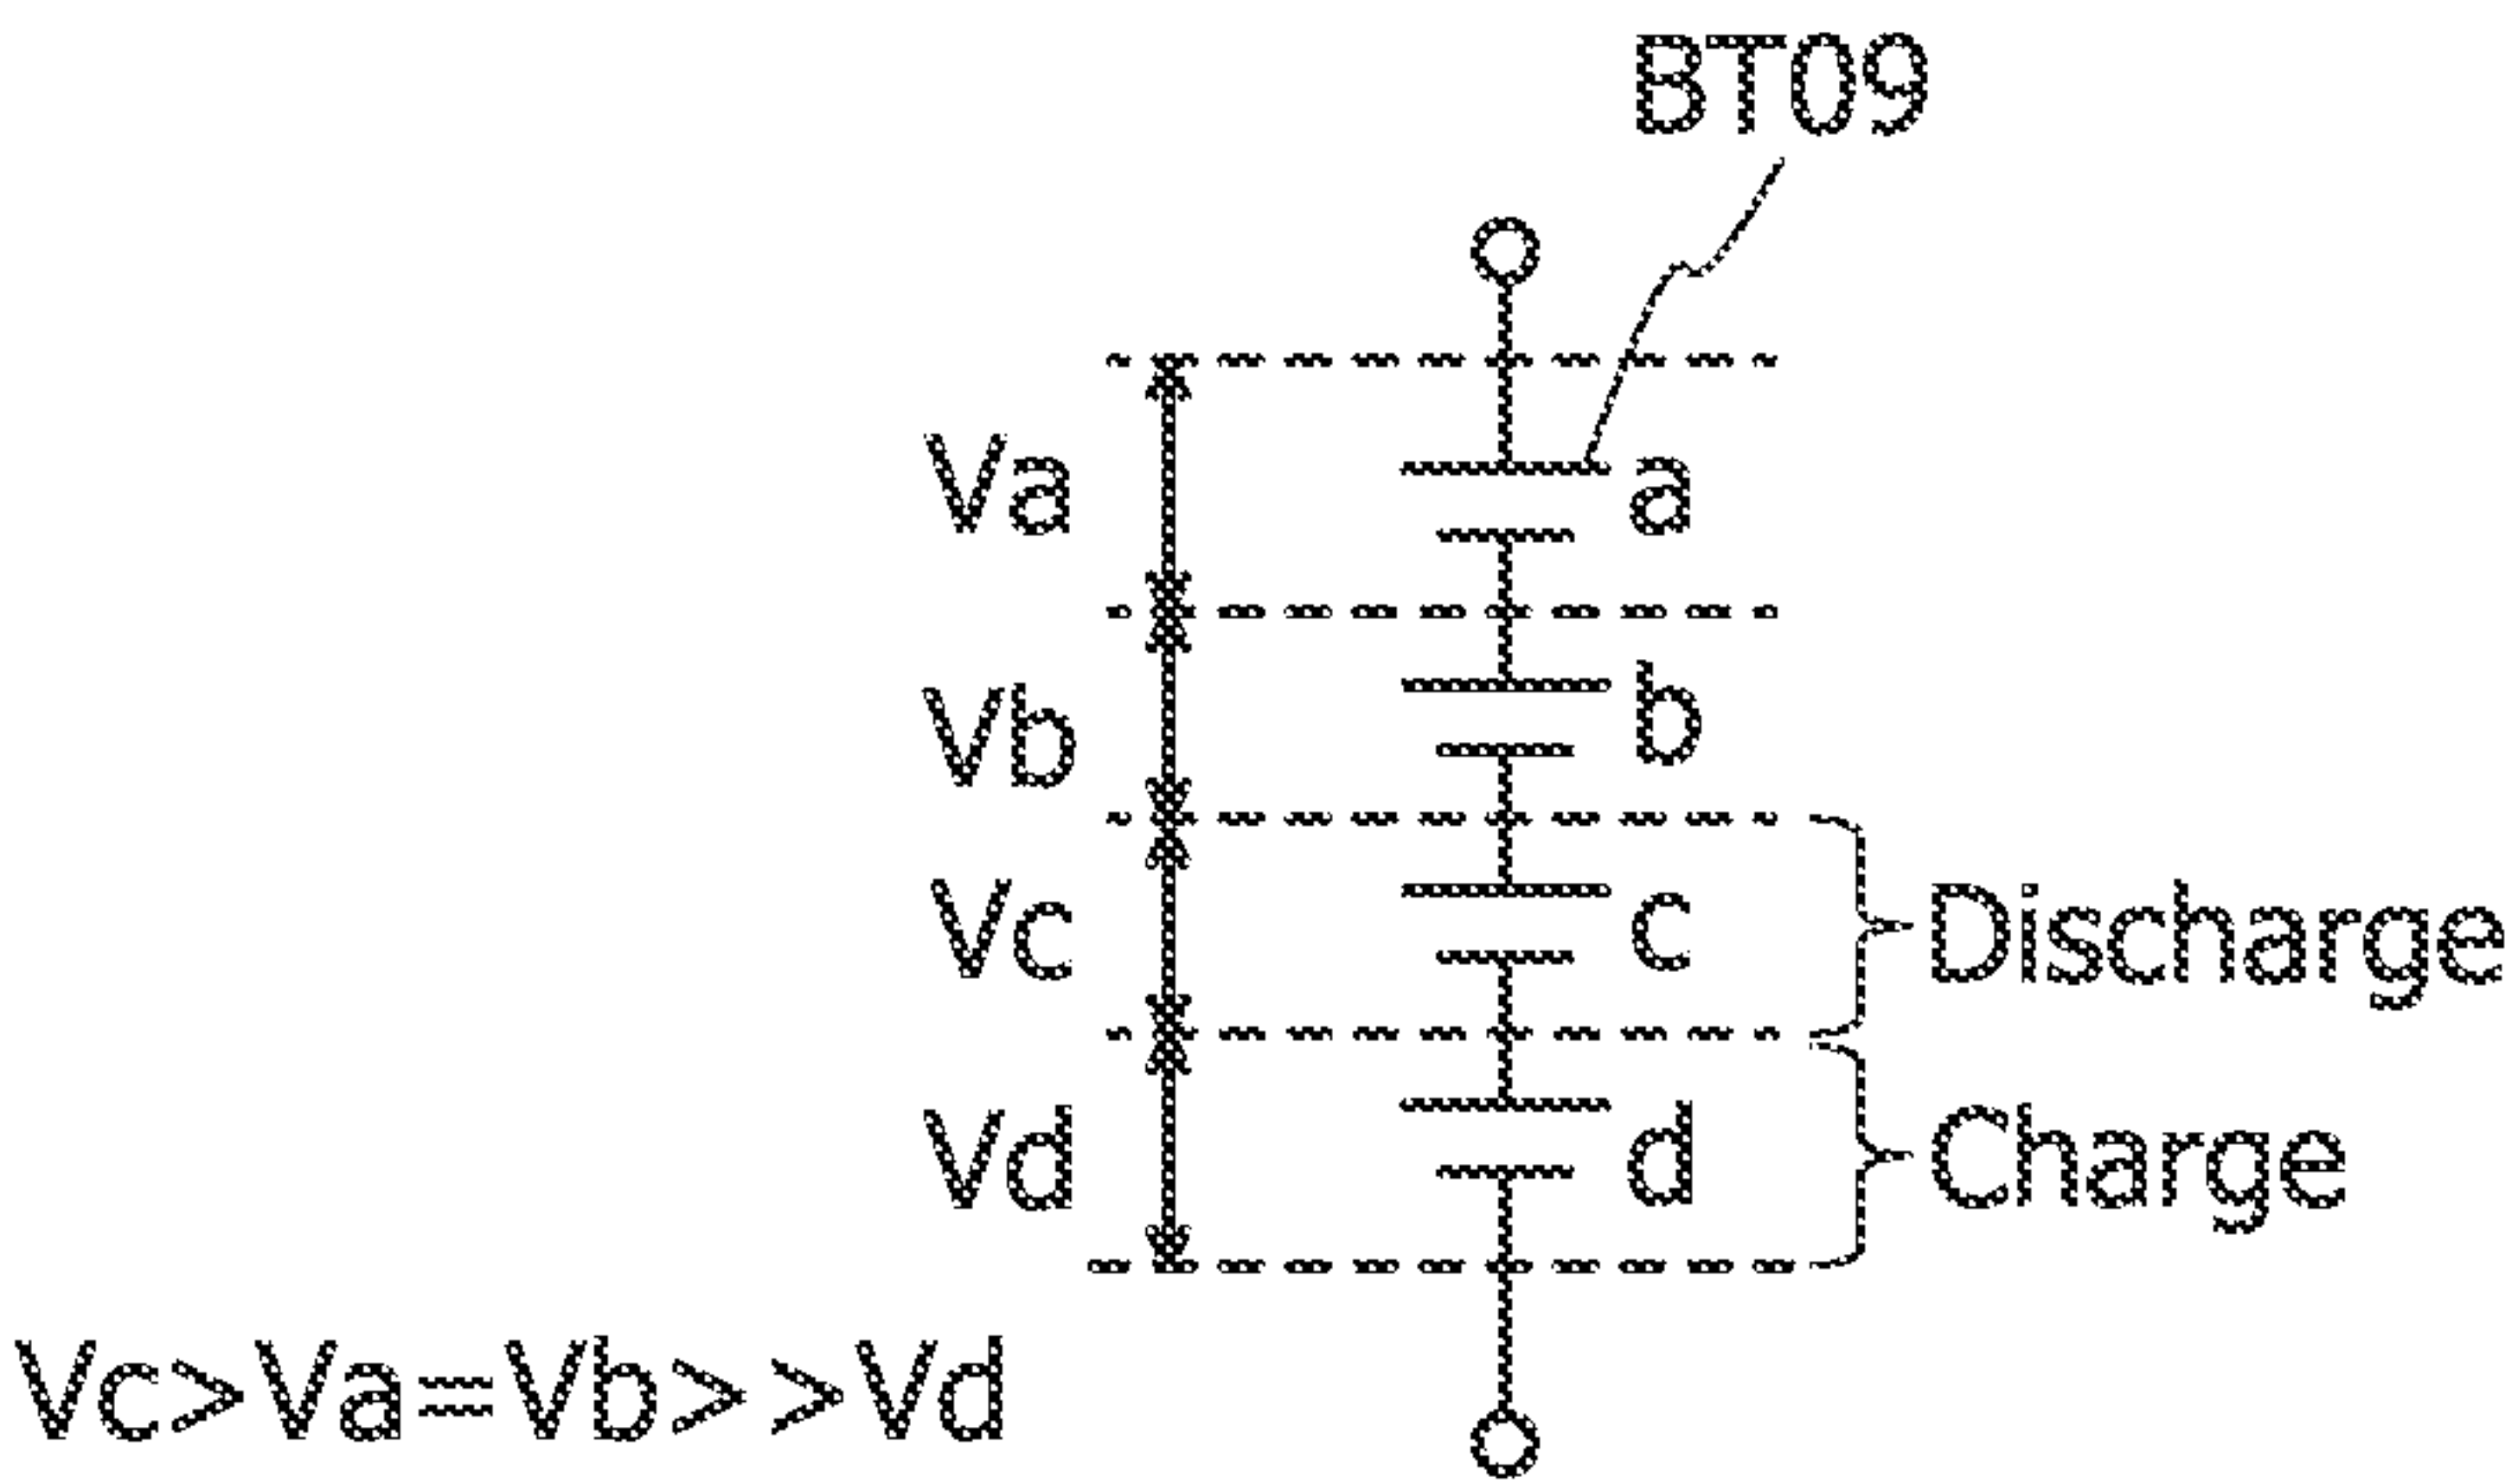 BT09
Va
a
Vb
b
Vc
c
Discharge
Vd
d
Charge
Vc>Va=Vb>>Vd